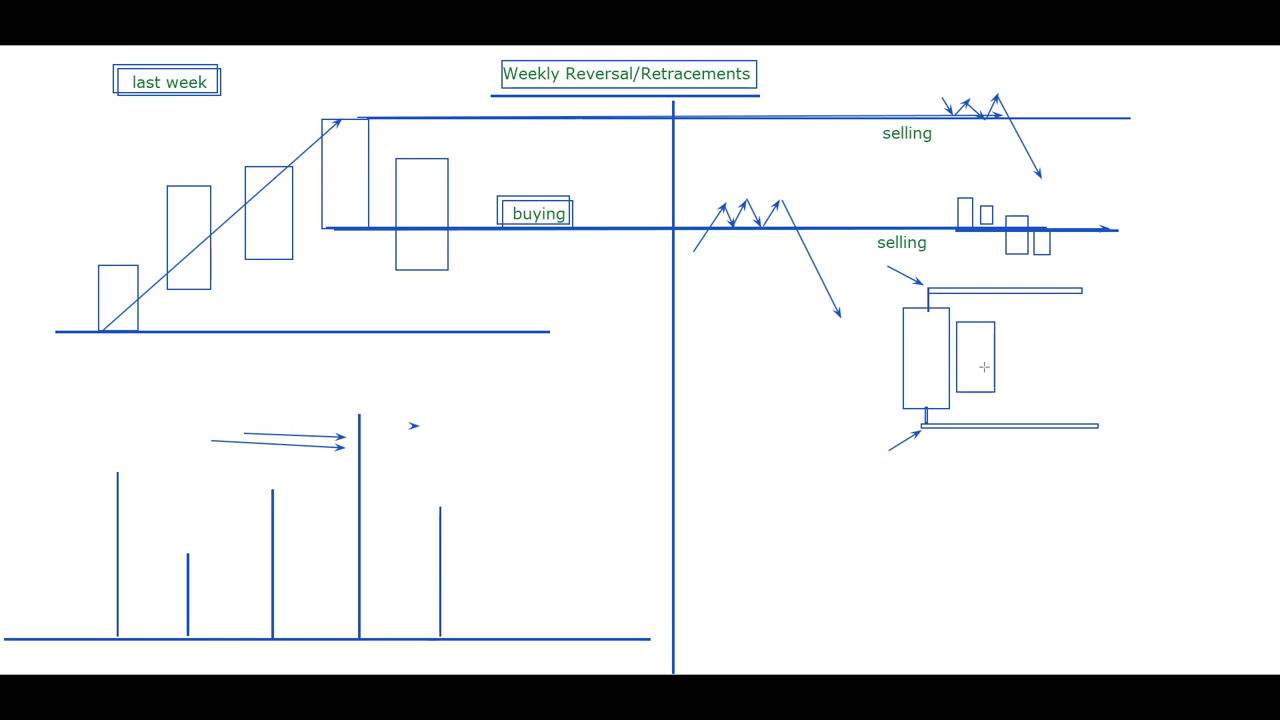 last week
Weekly Reversal/Retracements
selling
buying
selling